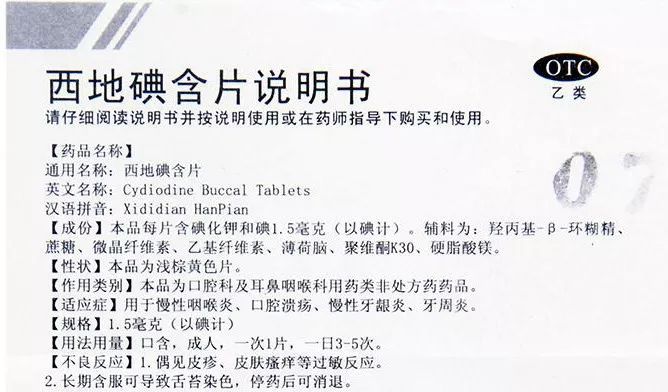 OTC
西地碘含片说明书
乙类
请仔细阅读说明书并按说明使用或在药师指导下购买和使用。
【药品名称】
通用名称：西地碘含片
英文名称：Cydiodine Buccal Tablets
汉语拼音：Xididian HanPian
07
【成份】本品每片含碘化钾和碘1.5毫克（以碘计）。辅料为：羟丙基-β-环糊精、
蔗糖、微晶纤维素、乙基纤维素、薄荷脑、聚维酮K30、硬脂酸镁。
【性状】本品为浅棕黄色片。
【作用类别】本品为口腔科及耳鼻咽喉科用药类非处方药药品。
【适应症】用于慢性咽喉炎、口腔溃疡、慢性牙龈炎、牙周炎。
【规格】1.5毫克（以碘计）
【用法用量】口含，成人，一次1片，一日3-5次。
【不良反应】1.偶见皮疹、皮肤瘙痒等过敏反应。
2.长期含服可导致舌苔染色，停药后可消退。